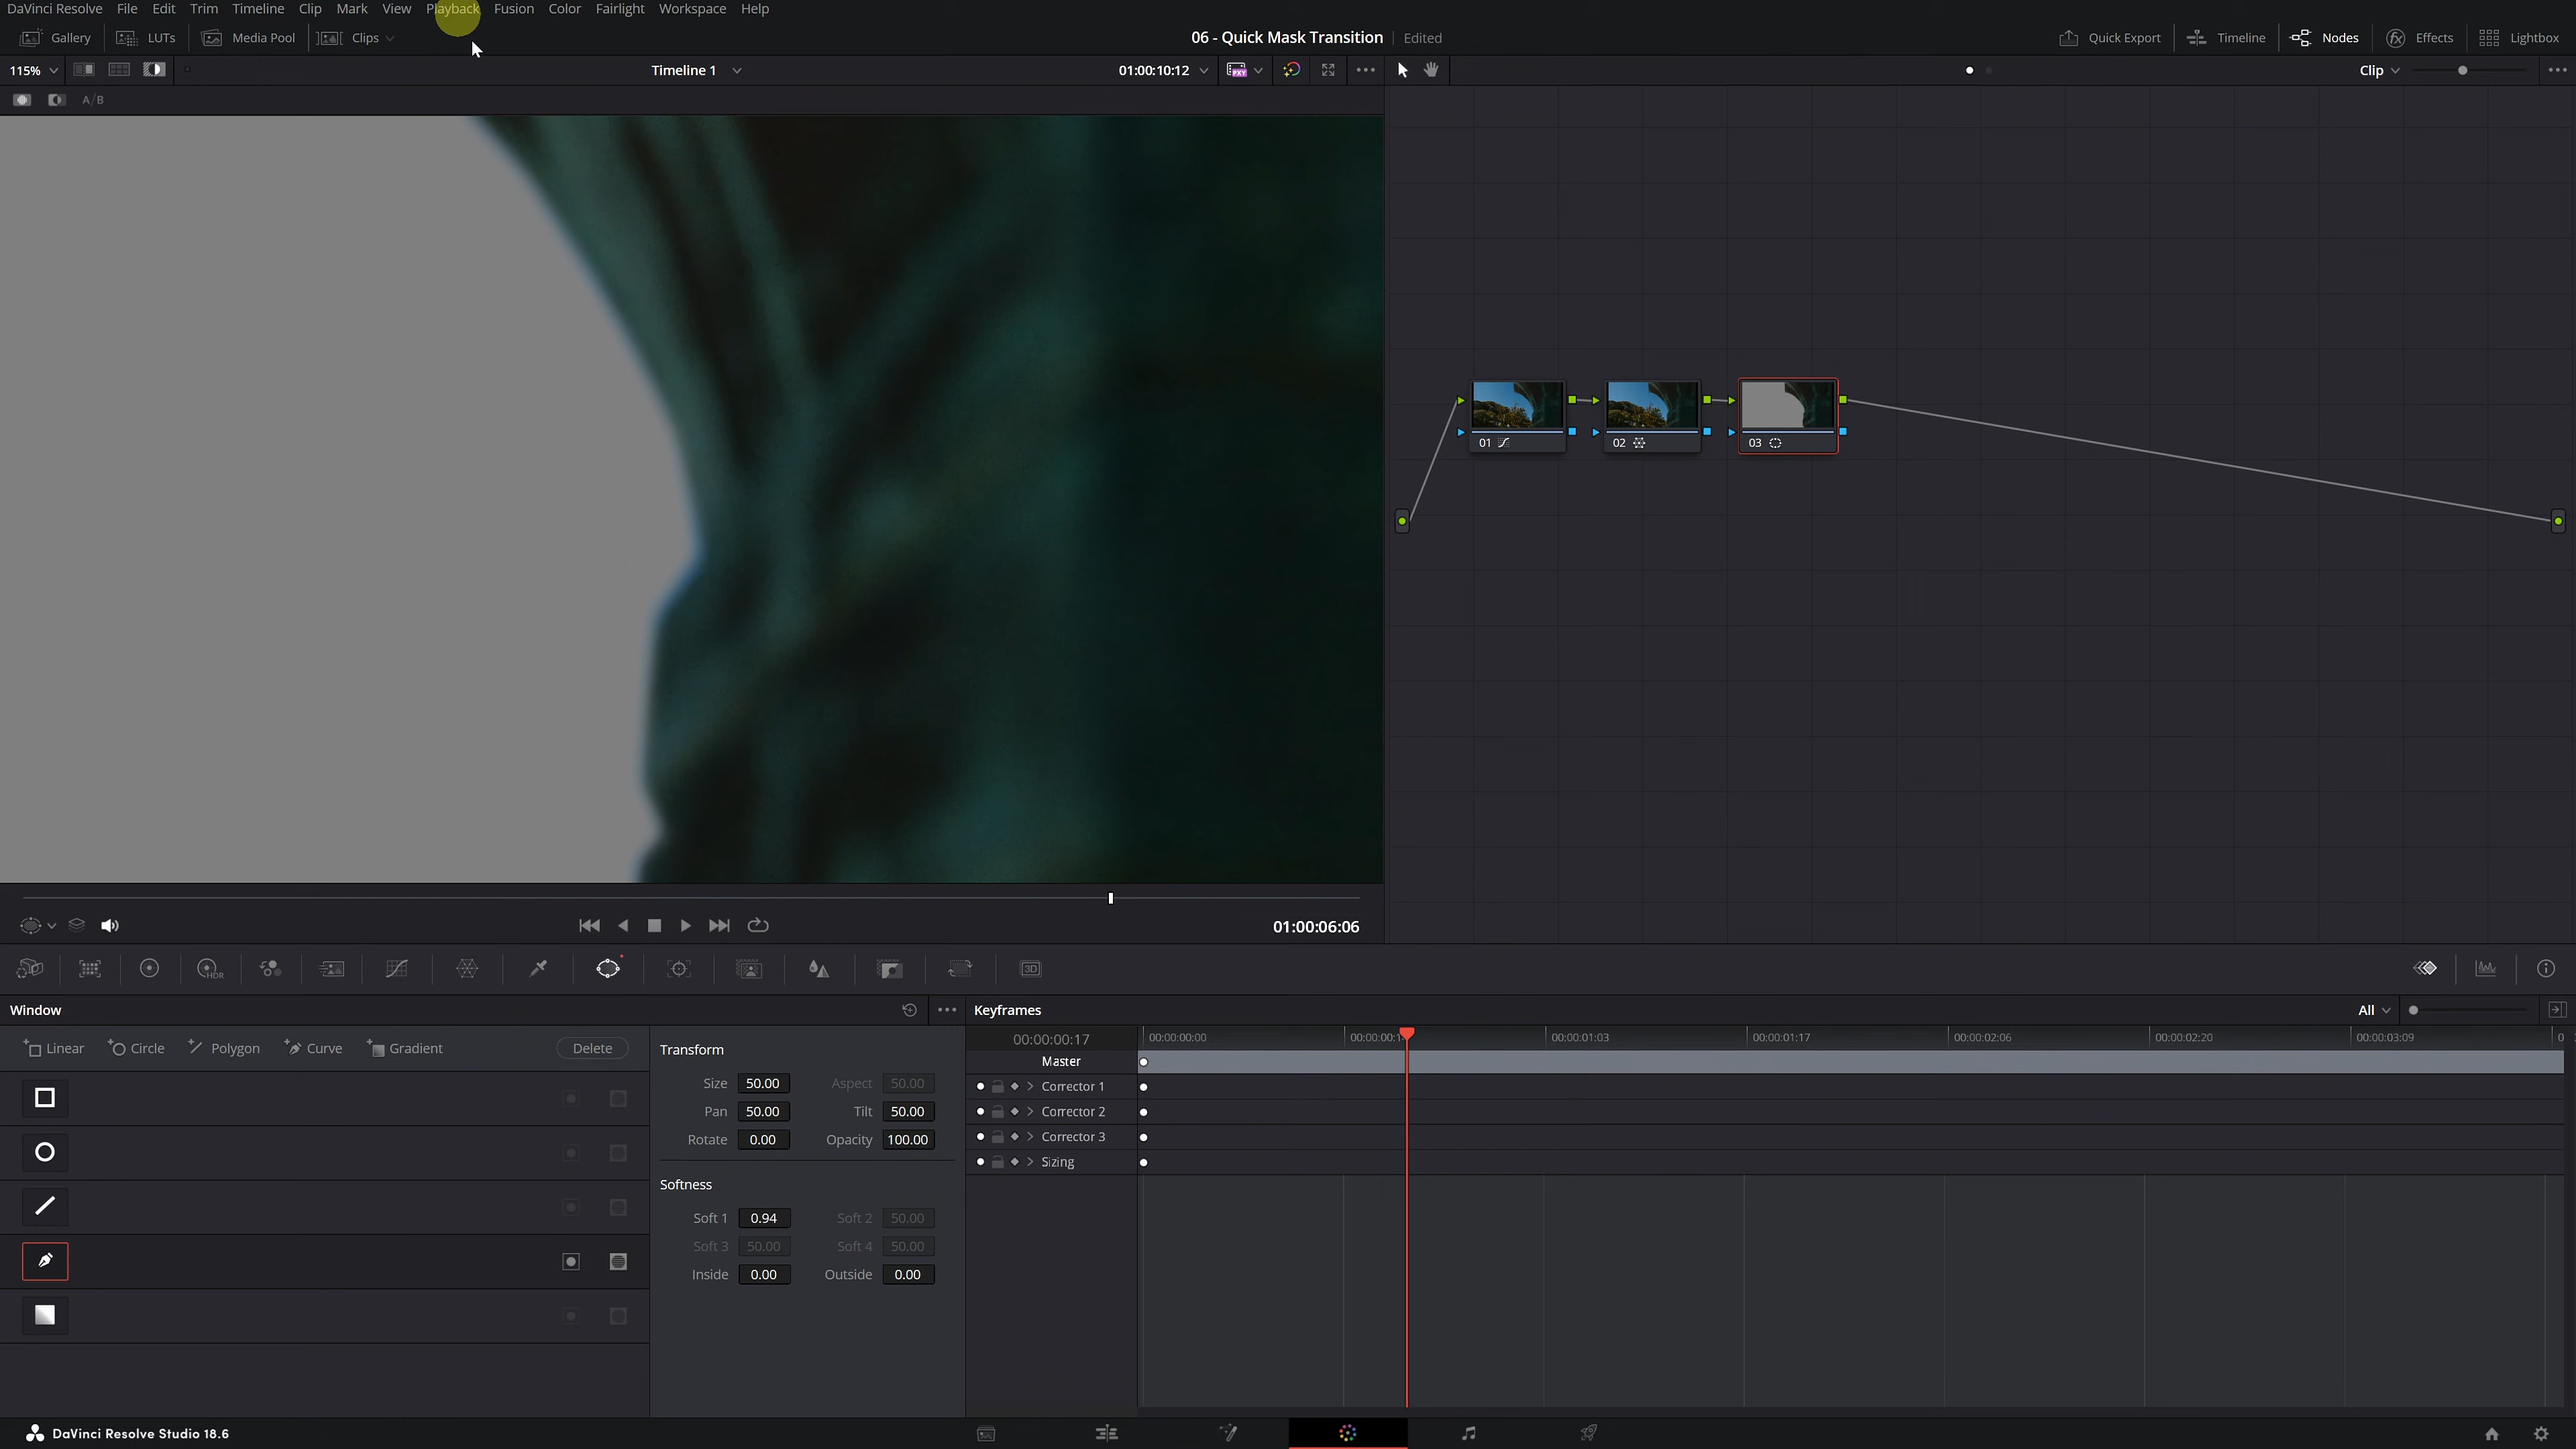 DaVinci Resolve File Edit Trim Timeline Clip Mark View Playback Fusion Color Fairlight Workspace Help
Gallery LUTs Media Pool Clips 06 - Quick Mask Transition Edited Quick Export Timeline Nodes Effects Lightbox
115% Timeline 1 01:00:10:12 PXY Clip
A/B
01 02 03
01:00:06:06
HDR 3D
Window Keyframes All
Linear Circle Polygon Curve Gradient Delete
Transform
Size 50.00 Aspect 50.00
Pan 50.00 Tilt 50.00
Rotate 0.00 Opacity 100.00
Softness
Soft 1 0.94 Soft 2 50.00
Soft 3 50.00 Soft 4 50.00
Inside 0.00 Outside 0.00
00:00:00:17 00:00:00:00 00:00:00:1 00:00:01:03 00:00:01:17 00:00:02:06 00:00:02:20 00:00:03:09 0
Master
Corrector 1
Corrector 2
Corrector 3
Sizing
DaVinci Resolve Studio 18.6